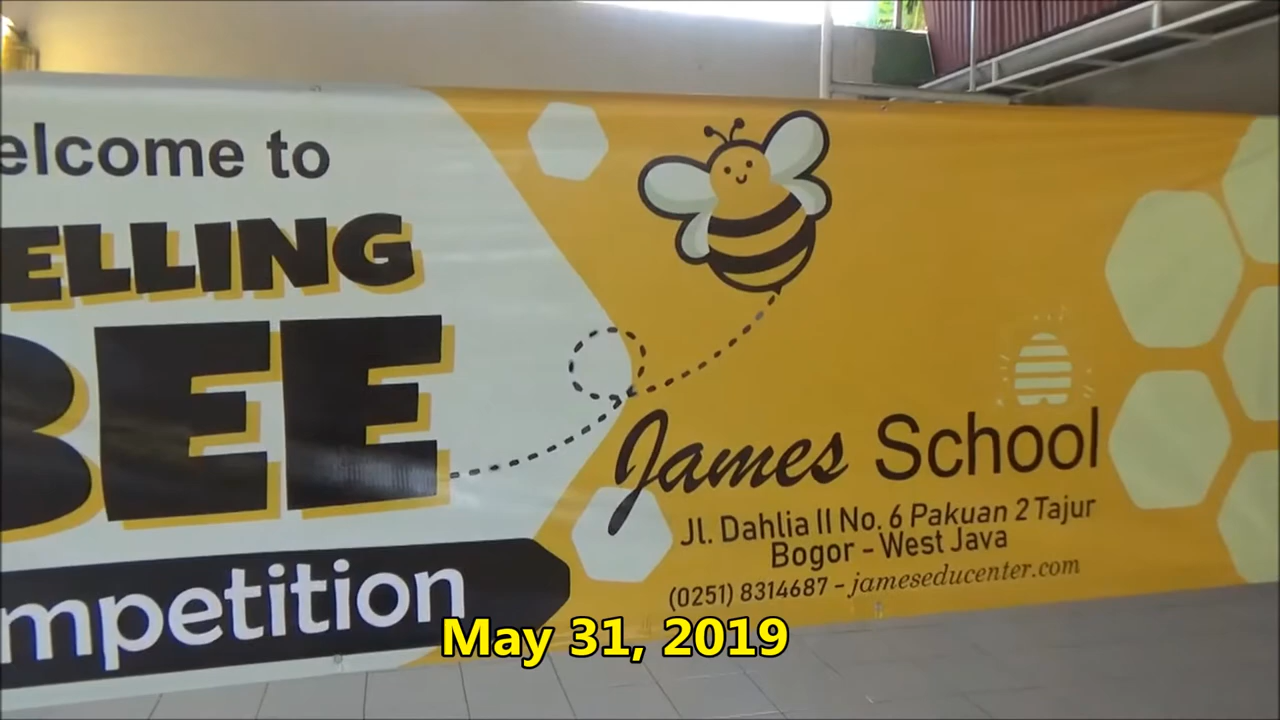 elcome to
ELLING
BEE
mpetition
James School
Jl. Dahlia II No. 6 Pakuan 2 Tajur
Bogor - West Java
(0251) 8314687 - jameseducenter.com
May 31, 2019